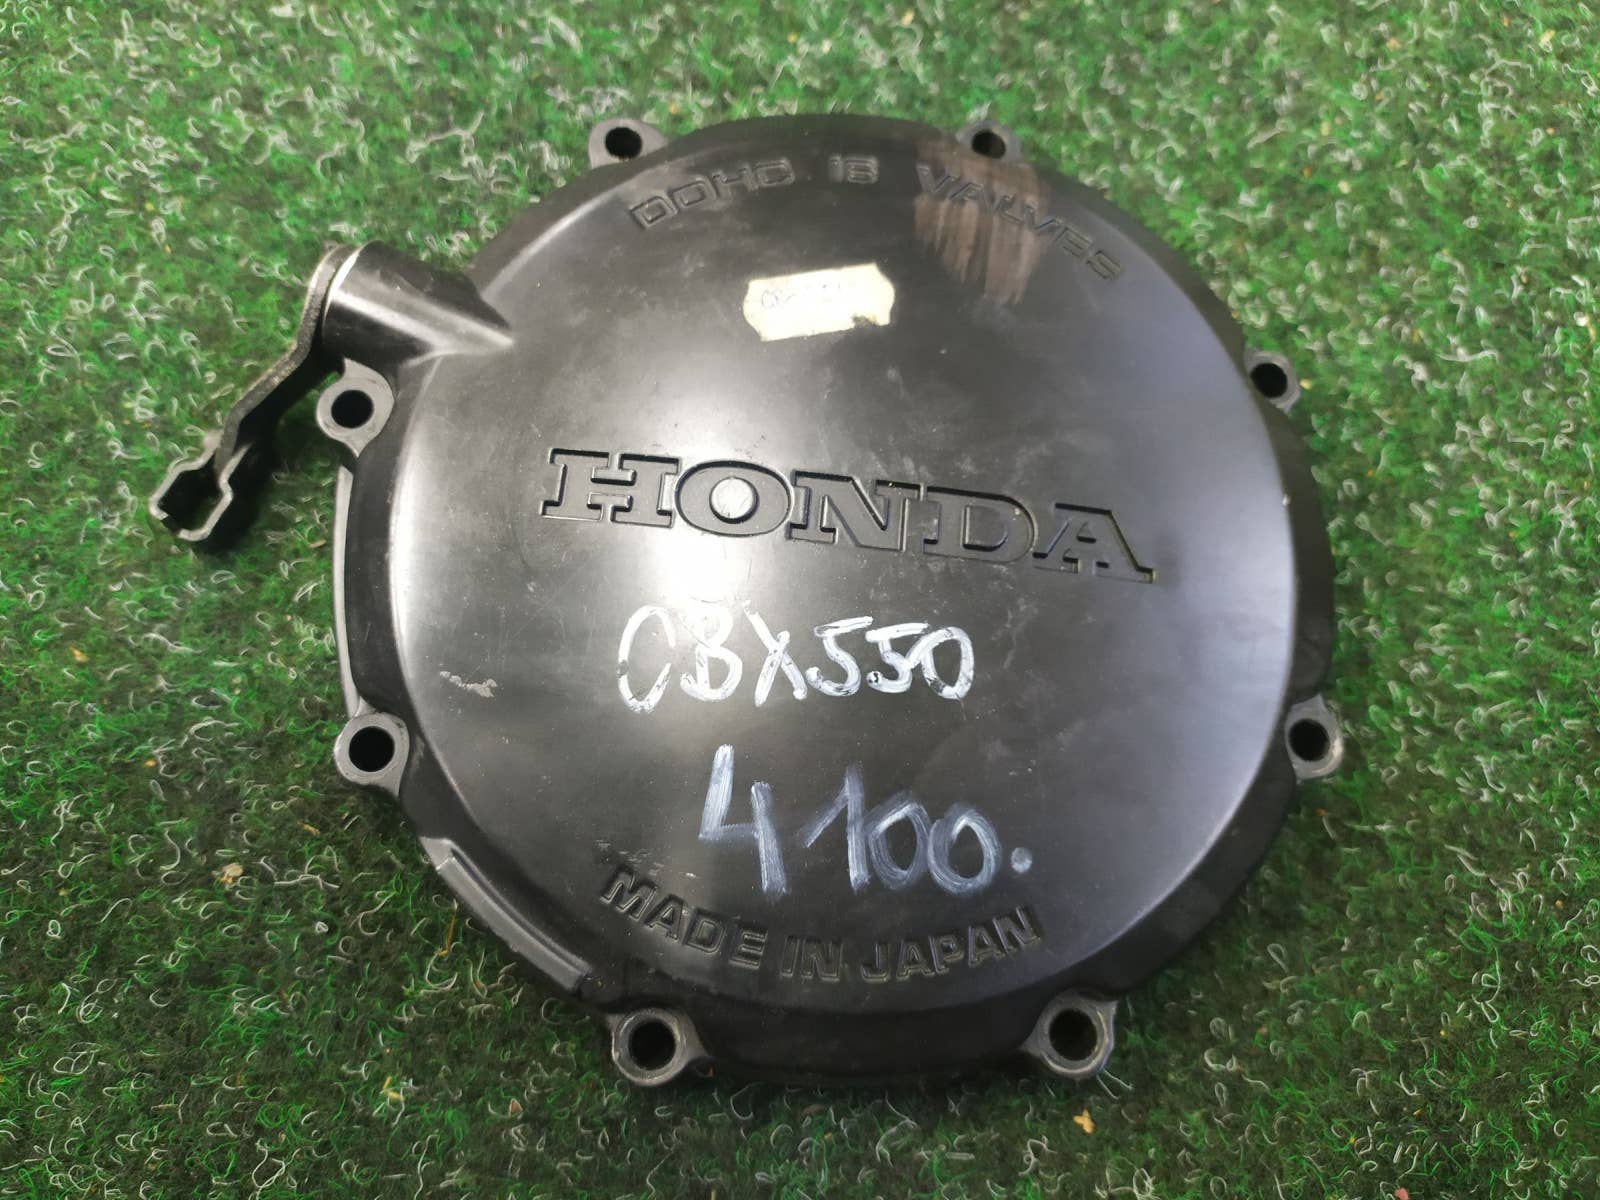 DOHC 16 VALVES
HONDA
CBX550
4100.
MADE IN JAPAN